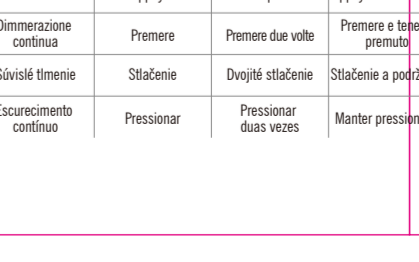 Dimmerazione continua
Premere
Premere due volte
Premere e tene
premuto
Súvislé tlmenie
Stlačenie
Dvojité stlačenie
Stlačenie a podrž
Escurecimento contínuo
Pressionar
Pressionar
duas vezes
Manter pression